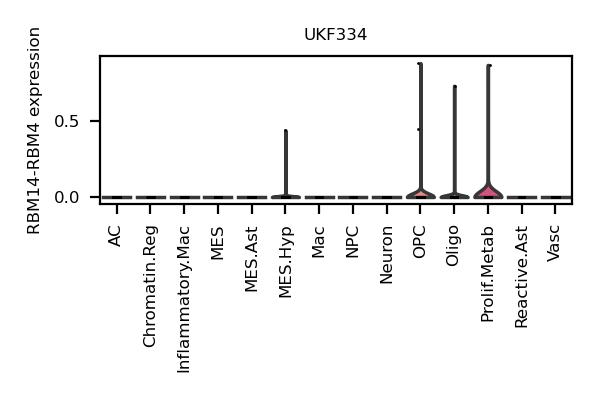 UKF334
RBM14-RBM4 expression
0.5
0.0
AC
Chromatin.Reg
Inflammatory.Mac
MES
MES.Ast
MES.Hyp
Mac
NPC
Neuron
OPC
Oligo
Prolif.Metab
Reactive.Ast
Vasc